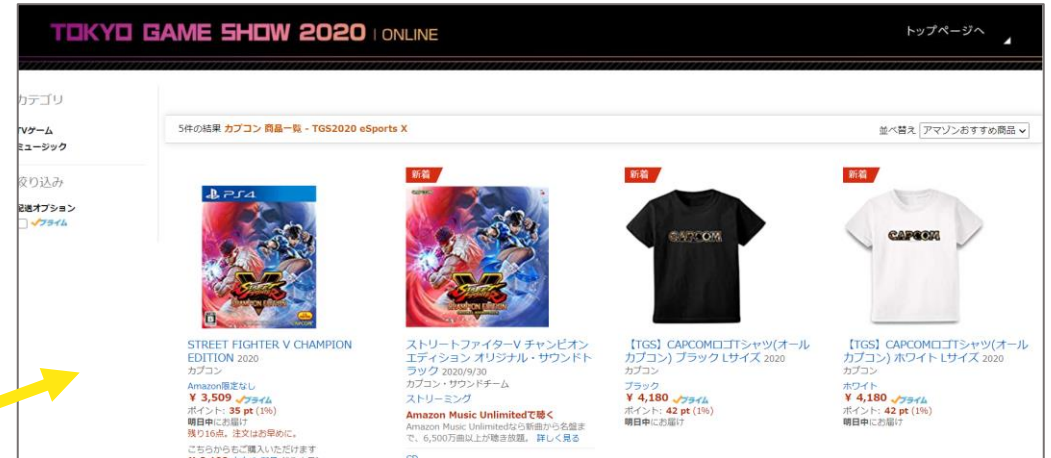 TOKYO GAME SHOW 2020 | ONLINE
トップページへ
カテゴリ
TVゲーム
ミュージック
絞り込み
配送オプション
プライム
5件の結果 カプコン 商品一覧 - TGS2020 eSports X
並べ替え アマゾンおすすめ商品
PS4
STREET FIGHTER V
CHAMPION EDITION
CAPCOM
STREET FIGHTER V CHAMPION
EDITION 2020
カプコン
Amazon限定なし
¥ 3,509 プライム
ポイント: 35 pt (1%)
明日中にお届け
残り16点。注文はお早めに。
こちらからもご購入いただけます
新着
CAPCOM
STREET FIGHTER V
CHAMPION EDITION
ストリートファイターV チャンピオン
エディション オリジナル・サウンドト
ラック 2020/9/30
カプコン・サウンドチーム
ストリーミング
Amazon Music Unlimitedで聴く
Amazon Music Unlimitedなら新曲から名盤ま
で、6,500万曲以上が聴き放題。 詳しく見る
CD
新着
CAPCOM
【TGS】CAPCOMロゴTシャツ(オール
カプコン) ブラック Lサイズ 2020
カプコン
ブラック
¥ 4,180 プライム
ポイント: 42 pt (1%)
明日中にお届け
新着
CAPCOM
【TGS】CAPCOMロゴTシャツ(オール
カプコン) ホワイト Lサイズ 2020
カプコン
ホワイト
¥ 4,180 プライム
ポイント: 42 pt (1%)
明日中にお届け